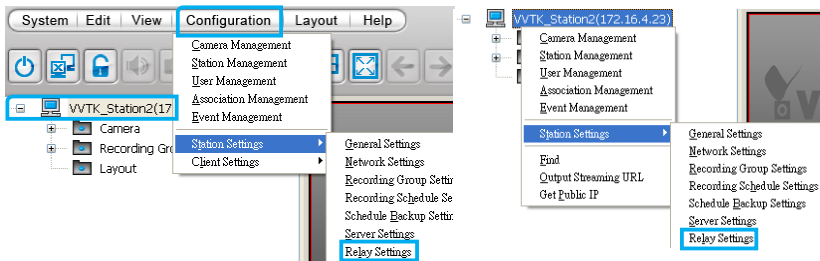 System Edit View Configuration Layout Help
Camera Management
Station Management
User Management
Association Management
Event Management
Station Settings
Client Settings
VVTK_Station2(17
Camera
Recording Gr
Layout
General Settings
Network Settings
Recording Group Settin
Recording Schedule Se
Schedule Backup Settin
Server Settings
Relay Settings
VVTK_Station2(172.16.4.23)
Camera Management
Station Management
User Management
Association Management
Event Management
Station Settings
Find
Output Streaming URL
Get Public IP
General Settings
Network Settings
Recording Group Settings
Recording Schedule Settings
Schedule Backup Settings
Server Settings
Relay Settings
V